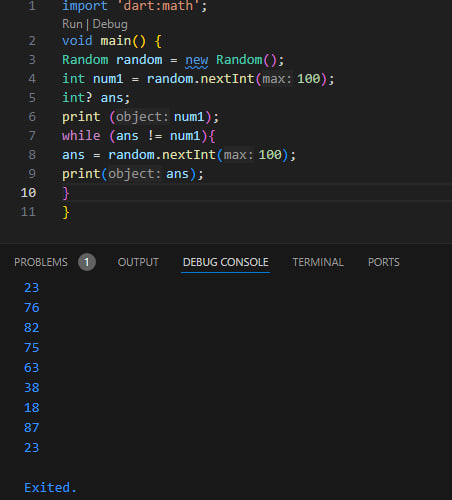 1 import 'dart:math';
Run | Debug
2 void main() {
3 Random random = new Random();
4 int num1 = random.nextInt(max: 100);
5 int? ans;
6 print (object: num1);
7 while (ans != num1){
8 ans = random.nextInt(max: 100);
9 print(object: ans);
10 }
11 }
PROBLEMS 1 OUTPUT DEBUG CONSOLE TERMINAL PORTS
23
76
82
75
63
38
18
87
23
Exited.